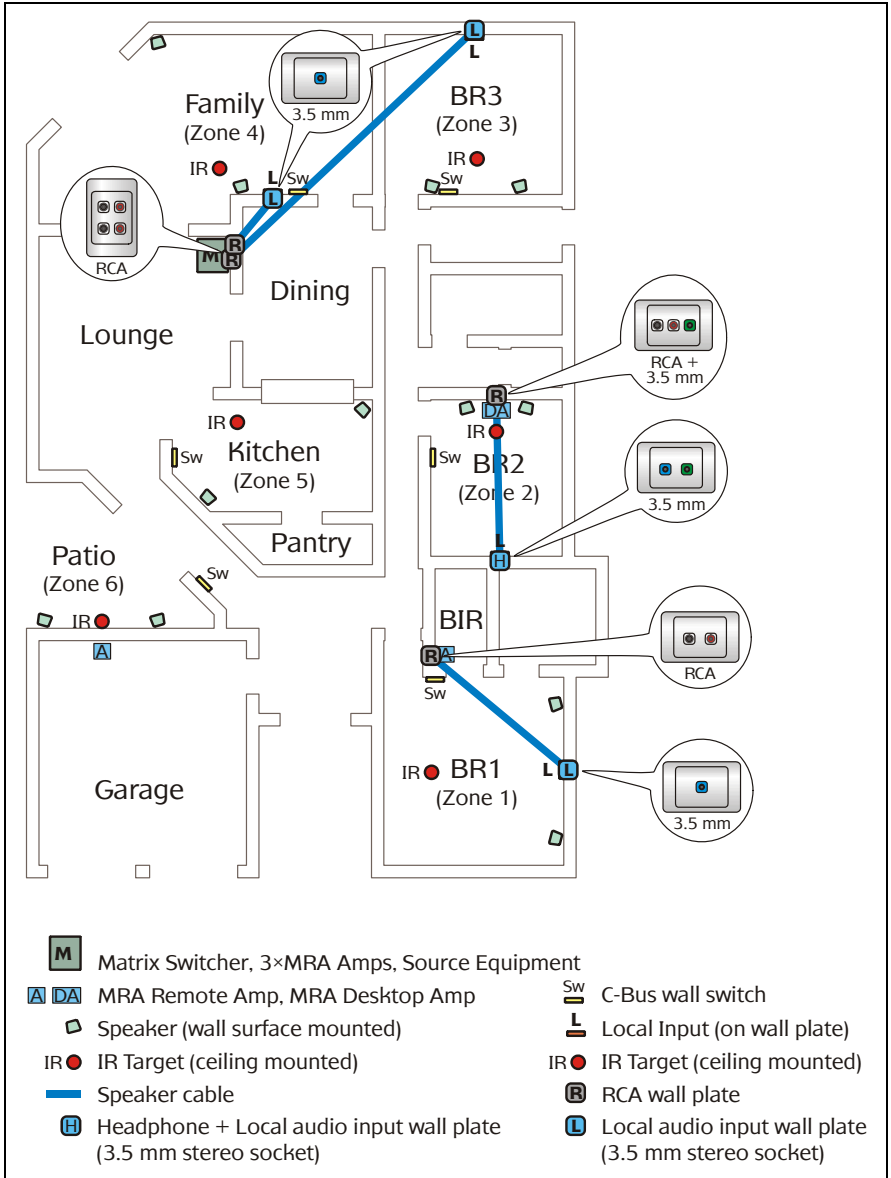 L
L
3.5 mm
Family
(Zone 4)
BR3
(Zone 3)
IR
IR
L
Sw
Sw
L
R
M
R
RCA
Dining
Lounge
RCA +
3.5 mm
R
DA
IR
IR
Kitchen
(Zone 5)
Sw
Sw
BR2
(Zone 2)
3.5 mm
Pantry
L
H
Patio
(Zone 6)
Sw
IR
A
BIR
R
A
RCA
Sw
IR
BR1
(Zone 1)
L
L
Garage
3.5 mm
M
Matrix Switcher, 3×MRA Amps, Source Equipment
A DA MRA Remote Amp, MRA Desktop Amp
Sw C-Bus wall switch
Speaker (wall surface mounted)
L Local Input (on wall plate)
IR IR Target (ceiling mounted)
IR IR Target (ceiling mounted)
Speaker cable
R RCA wall plate
H Headphone + Local audio input wall plate
(3.5 mm stereo socket)
L Local audio input wall plate
(3.5 mm stereo socket)